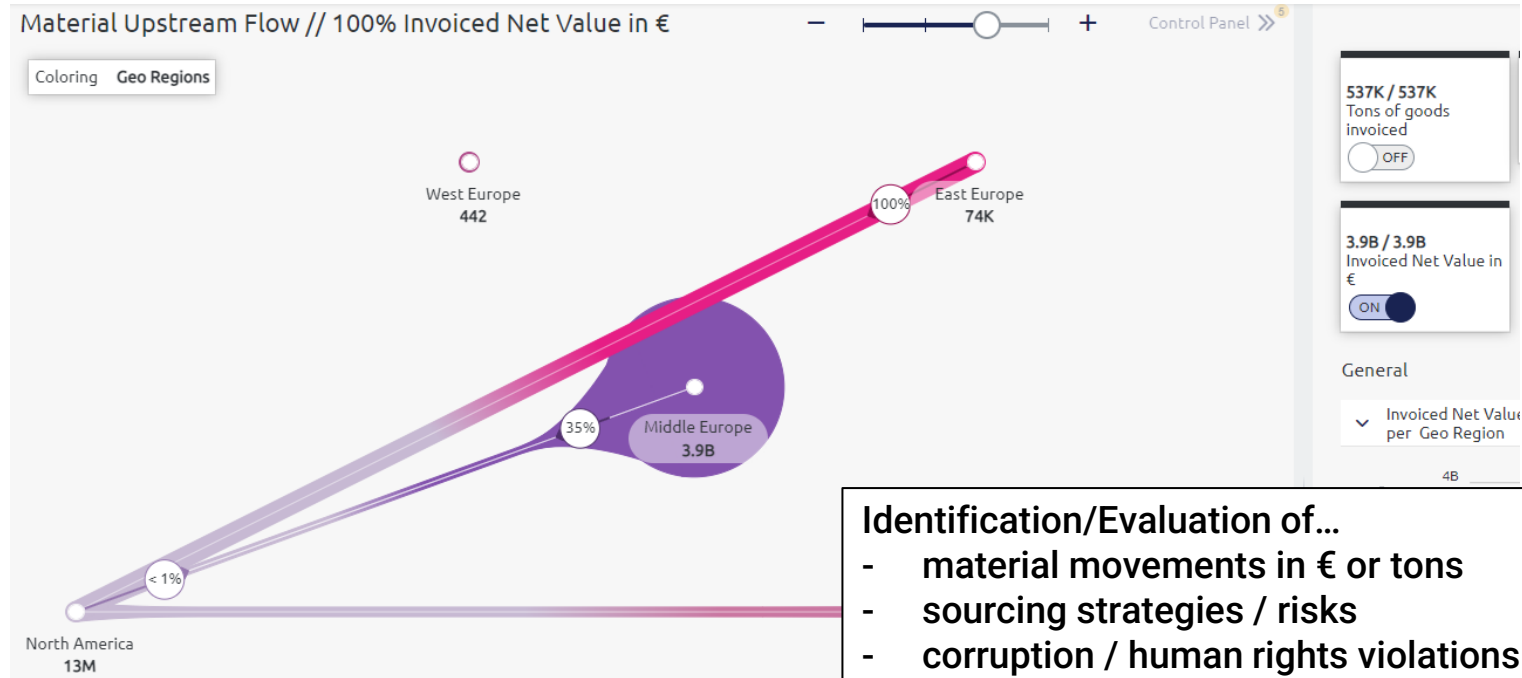 Material Upstream Flow // 100% Invoiced Net Value in €
− +
Control Panel
5
Coloring Geo Regions
West Europe
442
100%
East Europe
74K
35%
Middle Europe
3.9B
< 1%
North America
13M
537K / 537K
Tons of goods
invoiced
OFF
3.9B / 3.9B
Invoiced Net Value in
€
ON
General
Invoiced Net Value
per Geo Region
4B
Identification/Evaluation of…
- material movements in € or tons
- sourcing strategies / risks
- corruption / human rights violations